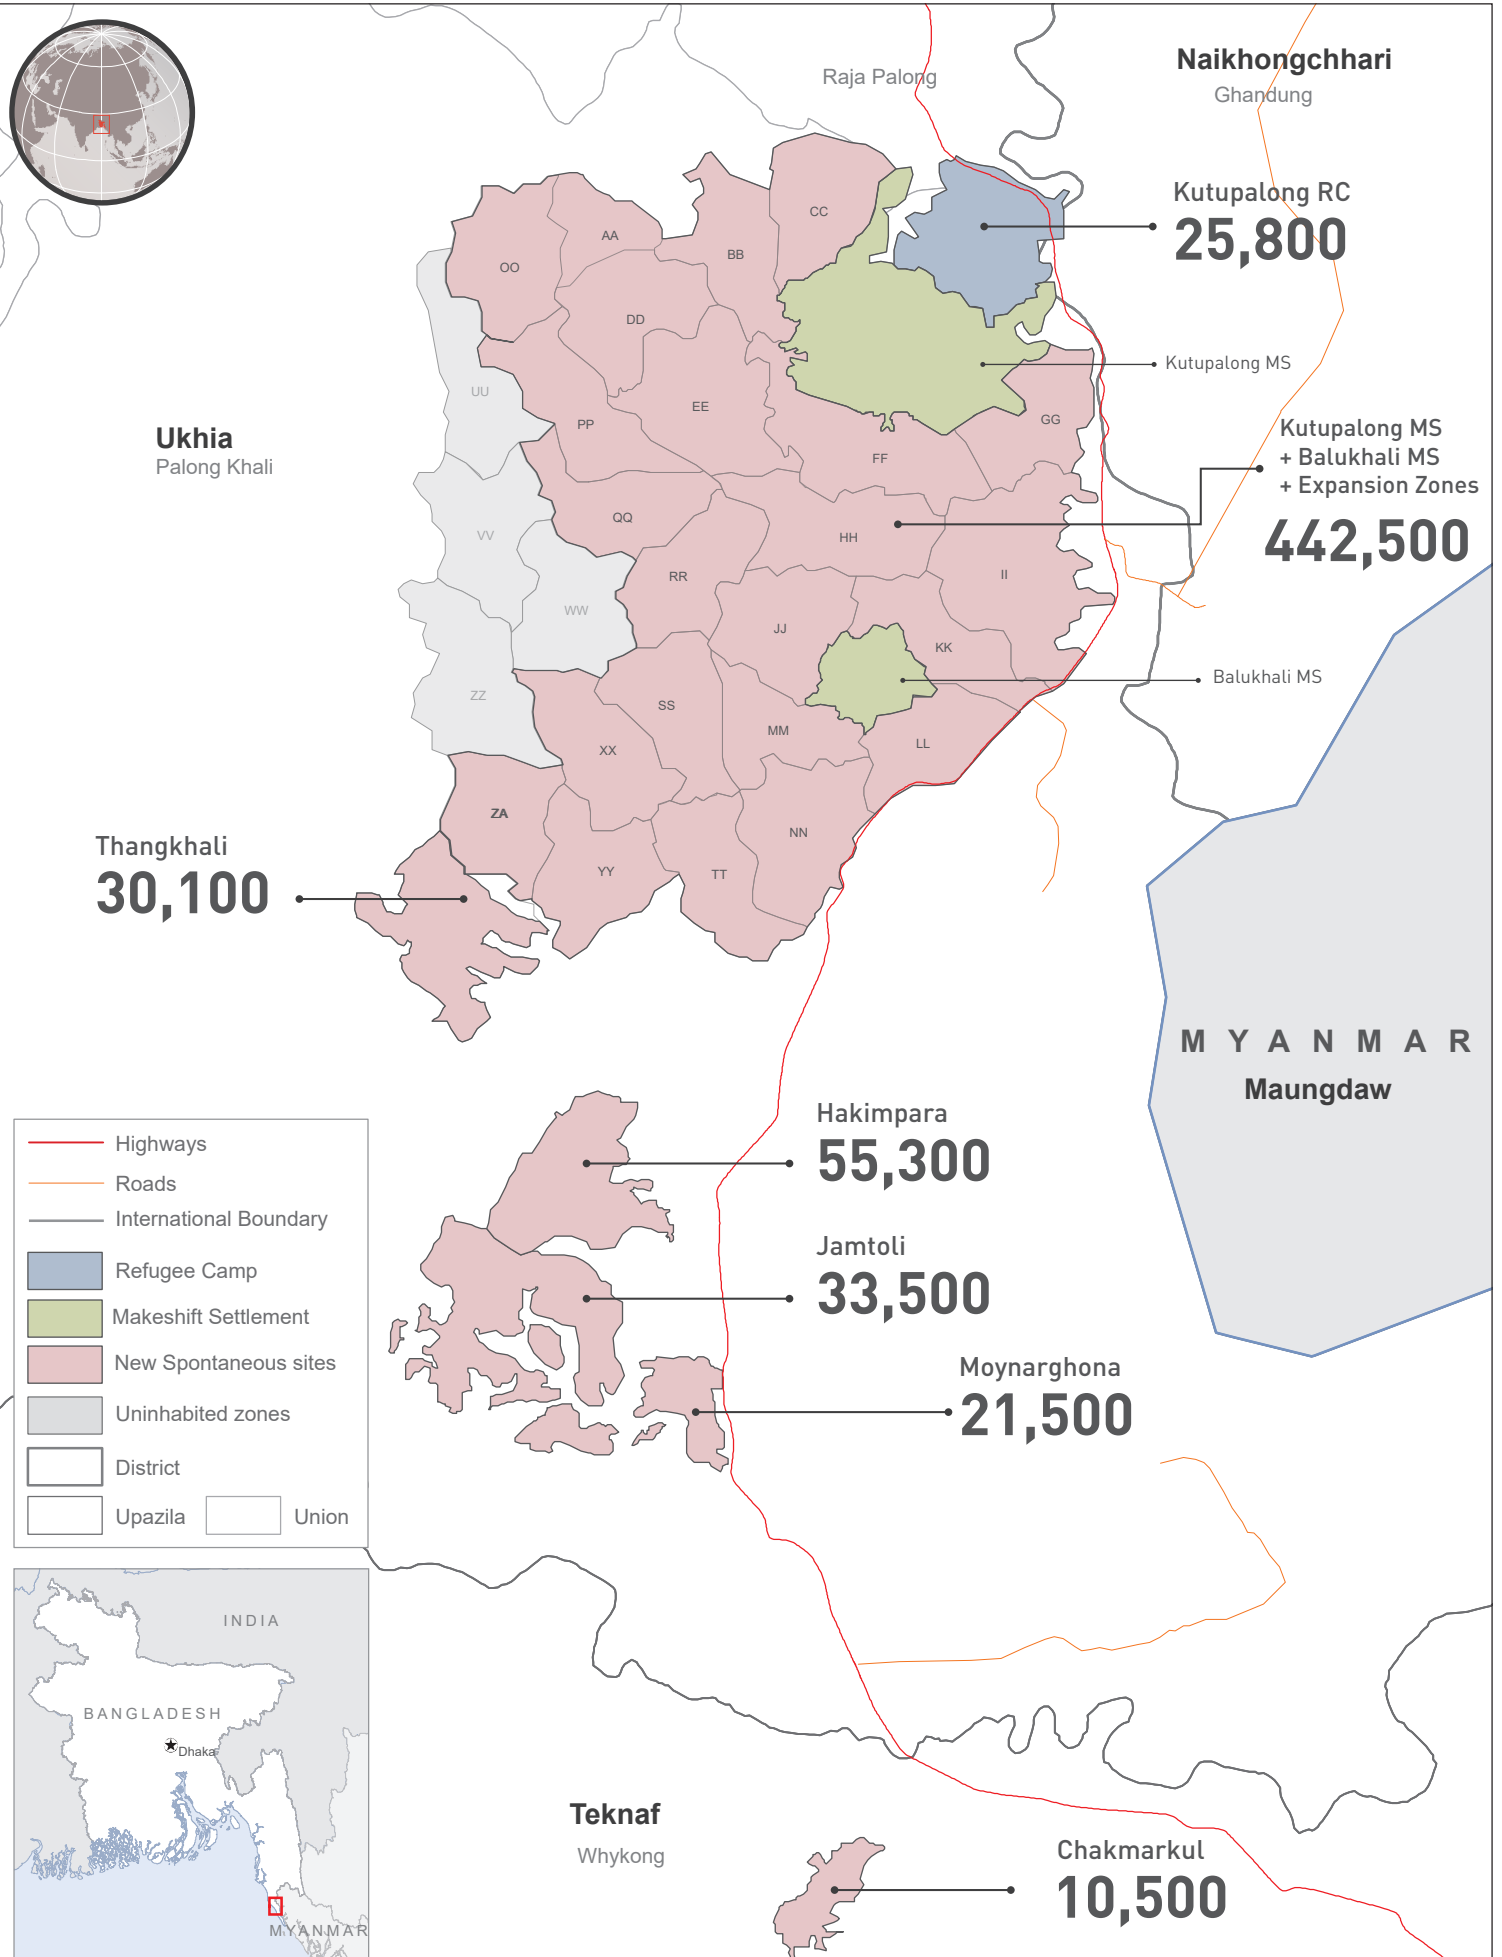 Raja Palong
Naikhongchhari
Ghandung
Kutupalong RC
25,800
CC
AA
BB
OO
DD
Kutupalong MS
UU
EE
PP
GG
Ukhia
Palong Khali
FF
Kutupalong MS
+ Balukhali MS
+ Expansion Zones
442,500
QQ
VV
HH
RR
II
WW
JJ
KK
Balukhali MS
ZZ
SS
MM
XX
LL
ZA
NN
Thangkhali
30,100
YY
TT
MYANMAR
Maungdaw
Hakimpara
55,300
Jamtoli
33,500
Moynarghona
21,500
Highways
Roads
International Boundary
Refugee Camp
Makeshift Settlement
New Spontaneous sites
Uninhabited zones
District
Upazila
Union
INDIA
BANGLADESH
Dhaka
MYANMAR
Teknaf
Whykong
Chakmarkul
10,500